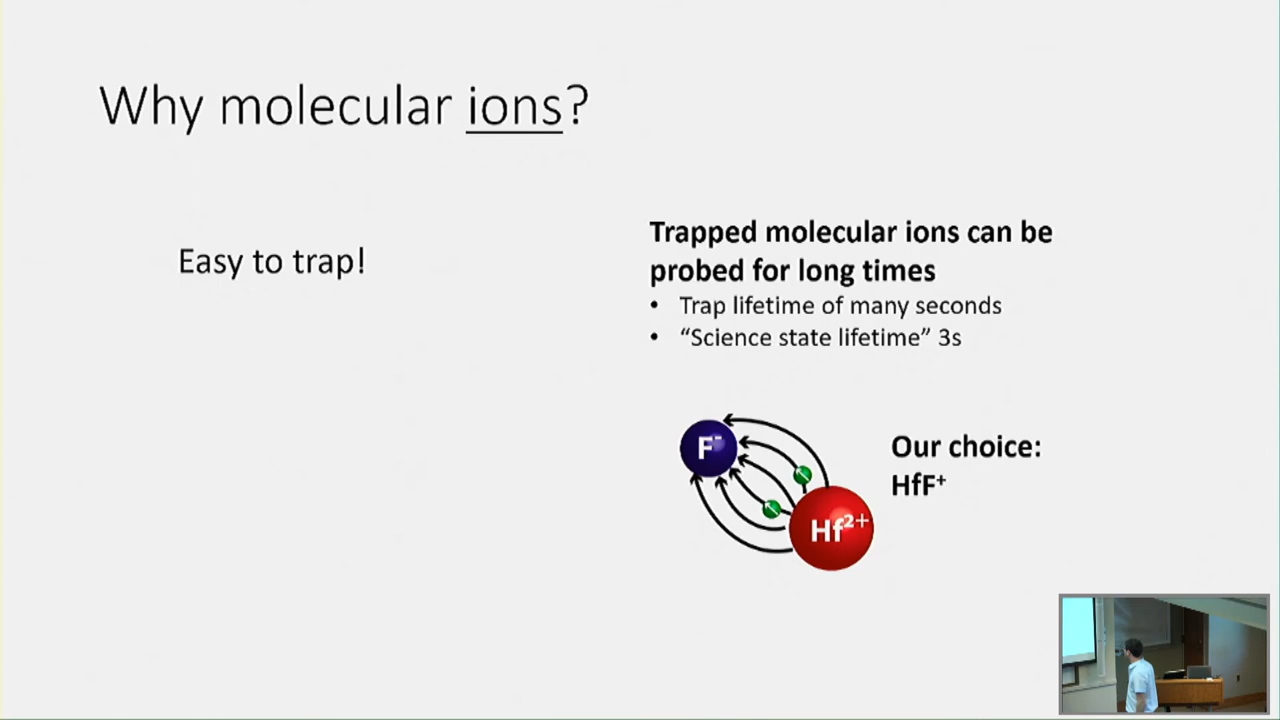 Why molecular ions?
Easy to trap!
Trapped molecular ions can be
probed for long times
• Trap lifetime of many seconds
• “Science state lifetime” 3s
F⁻
Hf²⁺
Our choice:
HfF⁺